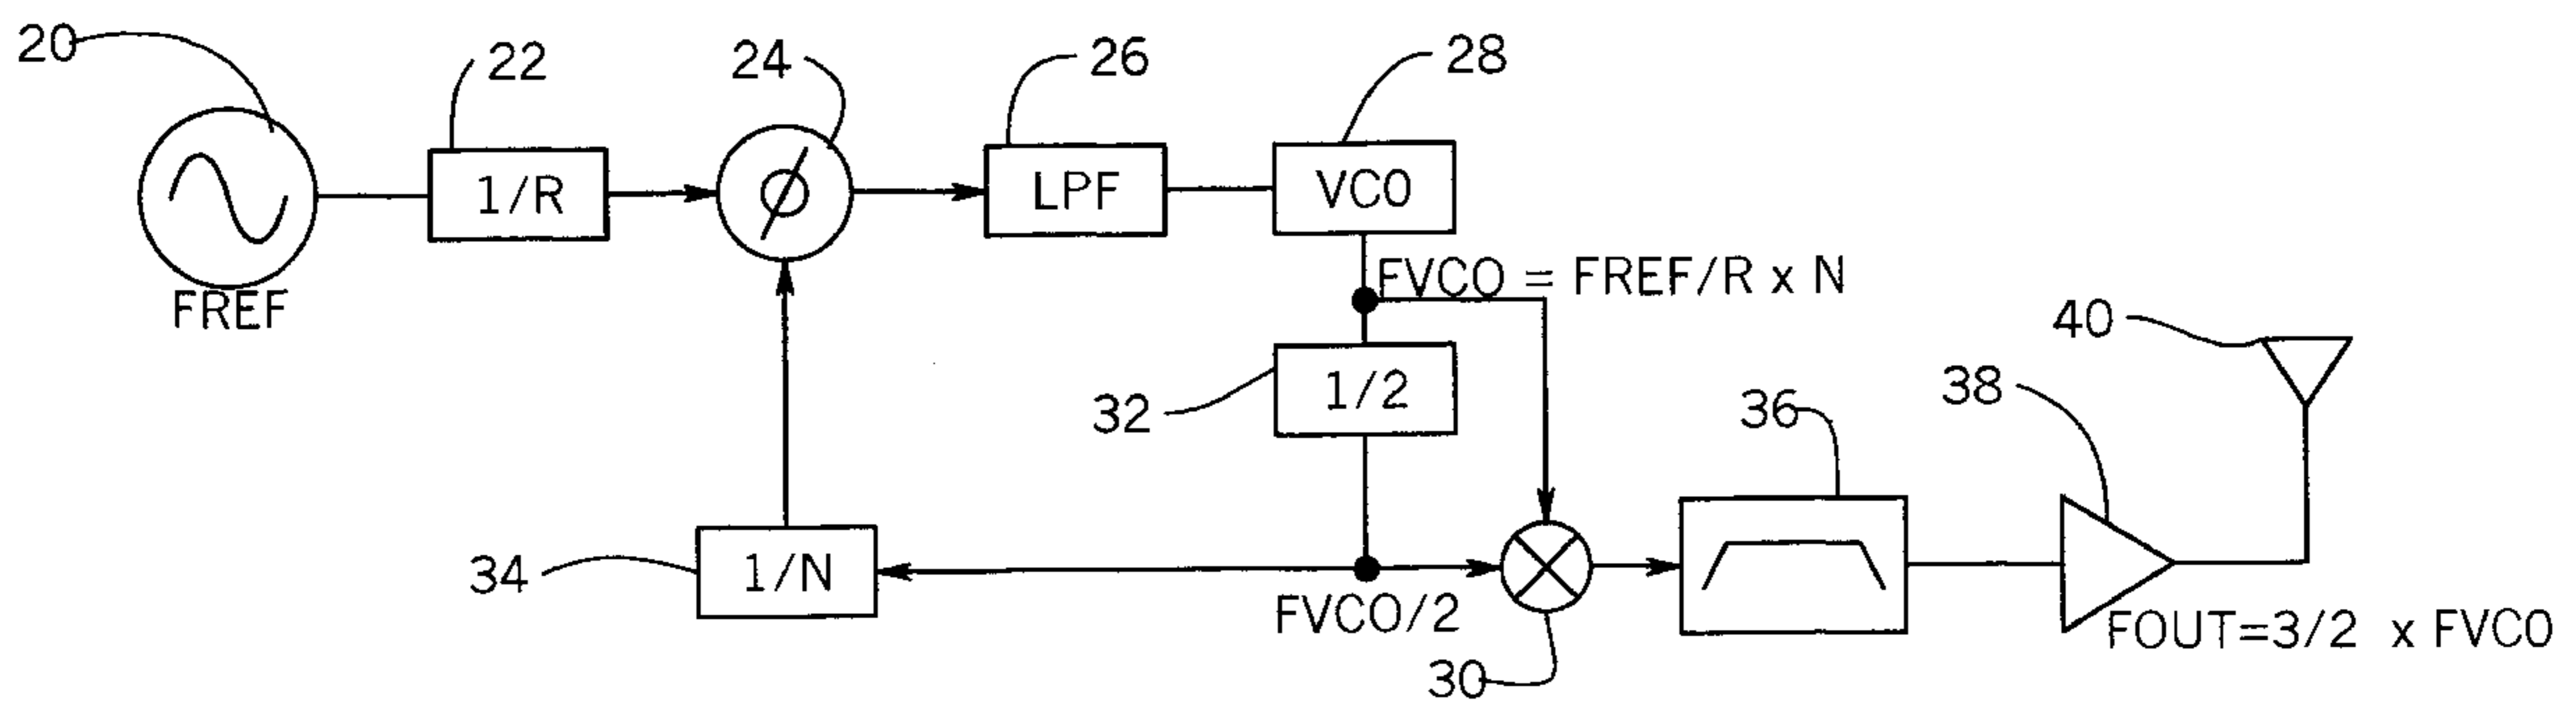 20
22
24
26
28
1/R
LPF
VCO
FREF
FVCO = FREF/R x N
40
32
1/2
36
38
34
1/N
FVCO/2
30
FOUT=3/2 x FVCO